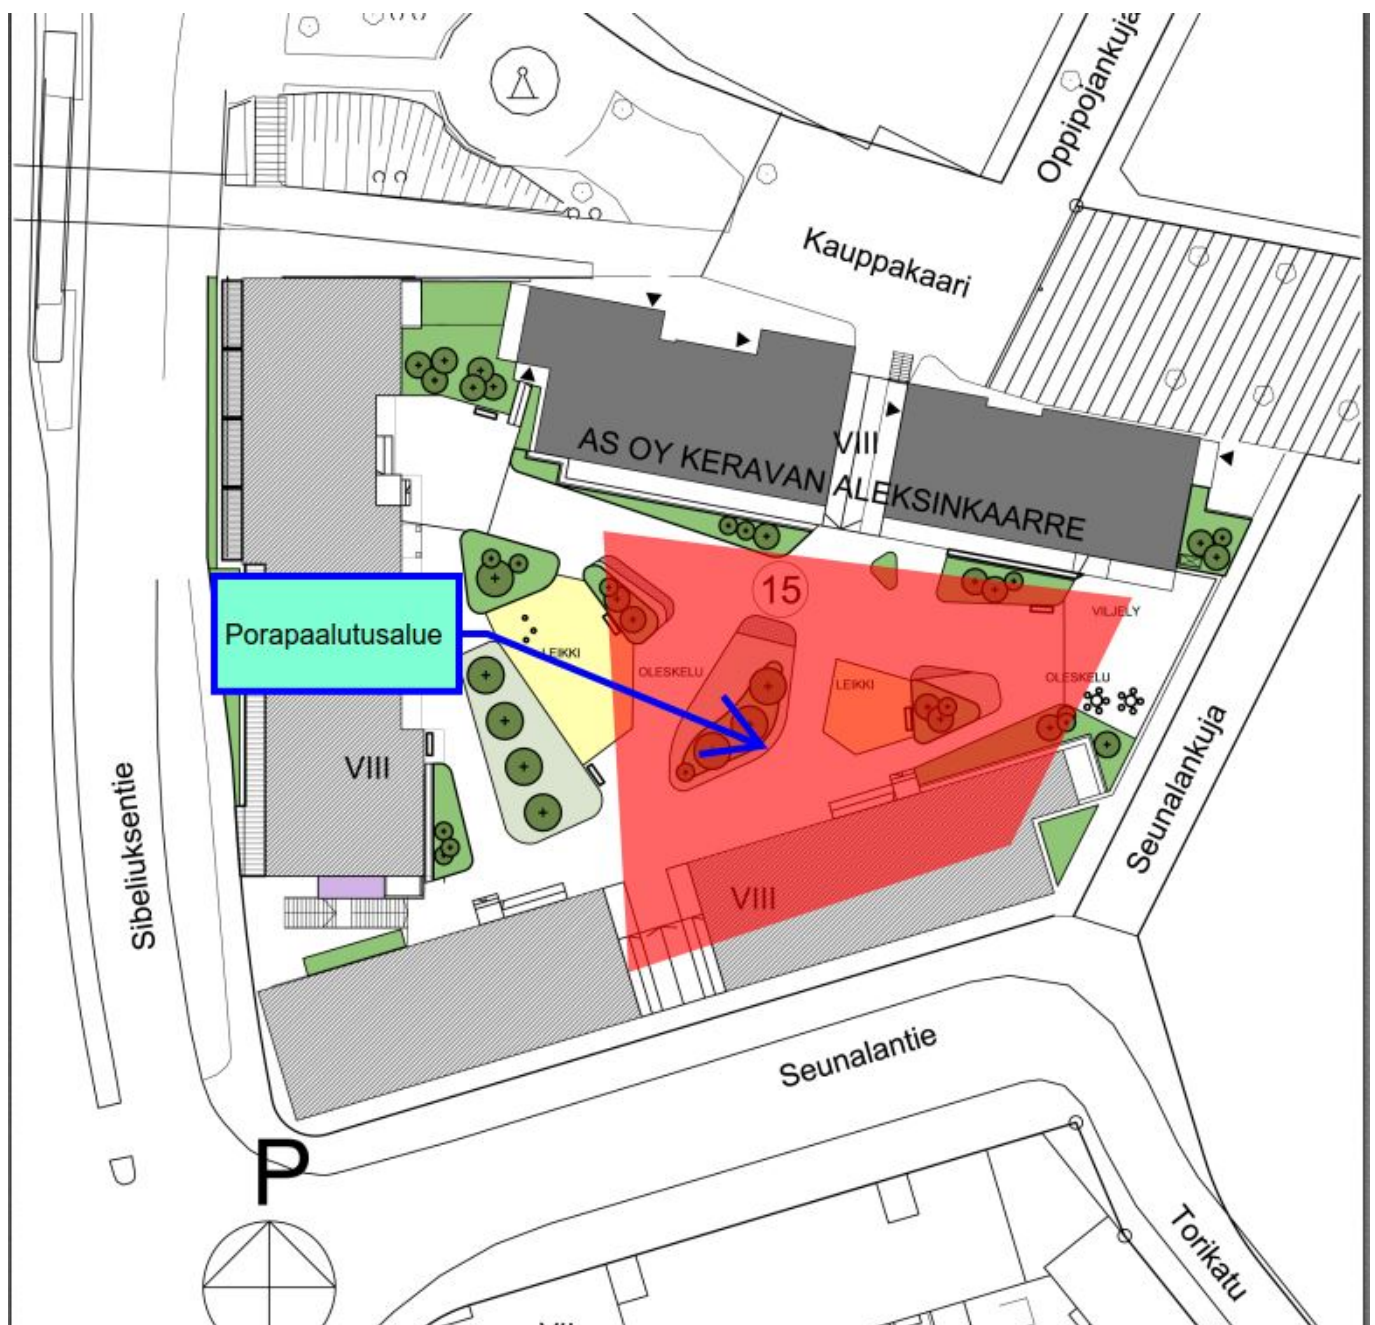 Oppipojankuja
Kauppakaari
VIII
AS OY KERAVAN ALEKSINKAARRE
15
VILJELY
Porapaalutusalue
LEIKKI
OLESKELU
LEIKKI
OLESKELU
VIII
Seunalankuja
Sibeliuksentie
VIII
Seunalantie
P
Torikatu